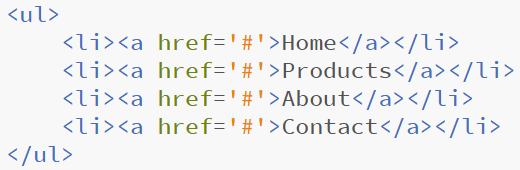 <ul>
    <li><a href='#'>Home</a></li>
    <li><a href='#'>Products</a></li>
    <li><a href='#'>About</a></li>
    <li><a href='#'>Contact</a></li>
</ul>